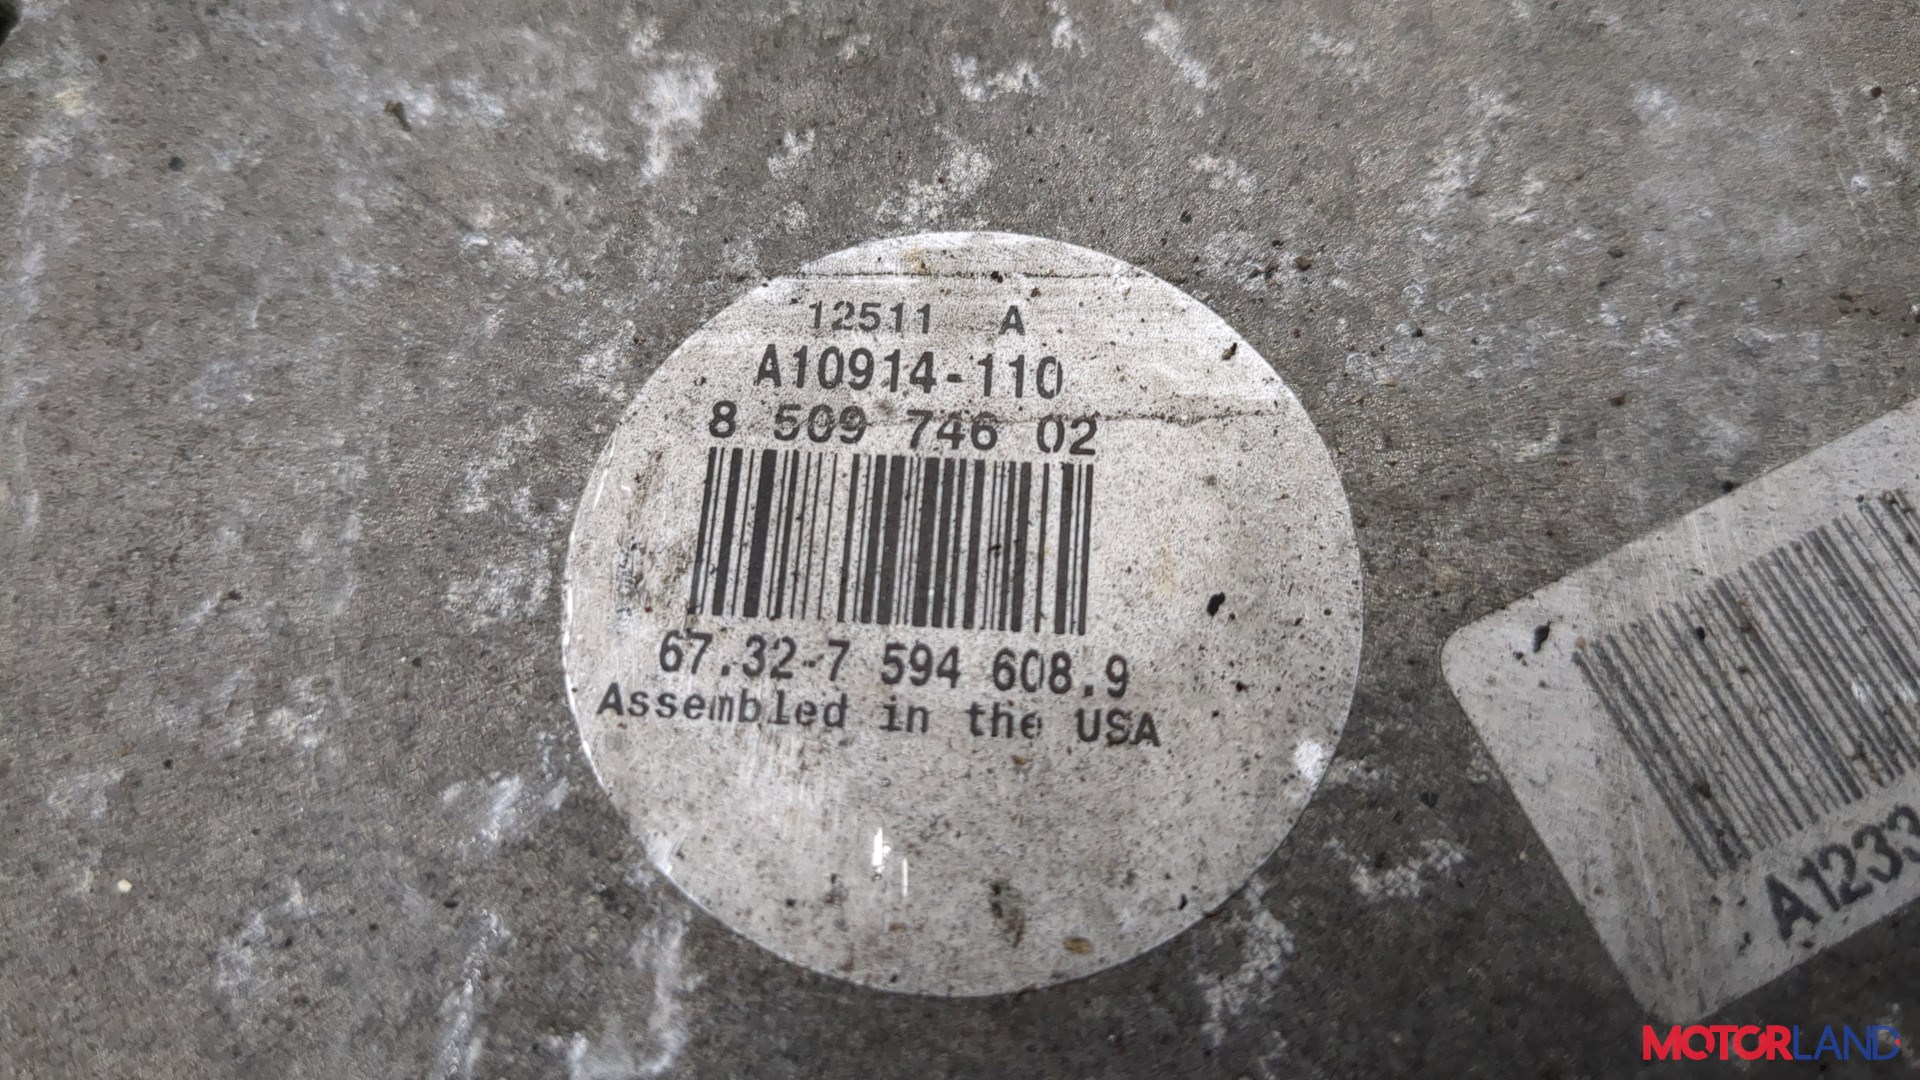 12511 A
A10914-110
8 509 746 02
67.32-7 594 608.9
Assembled in the USA
A1233
MOTORLAND